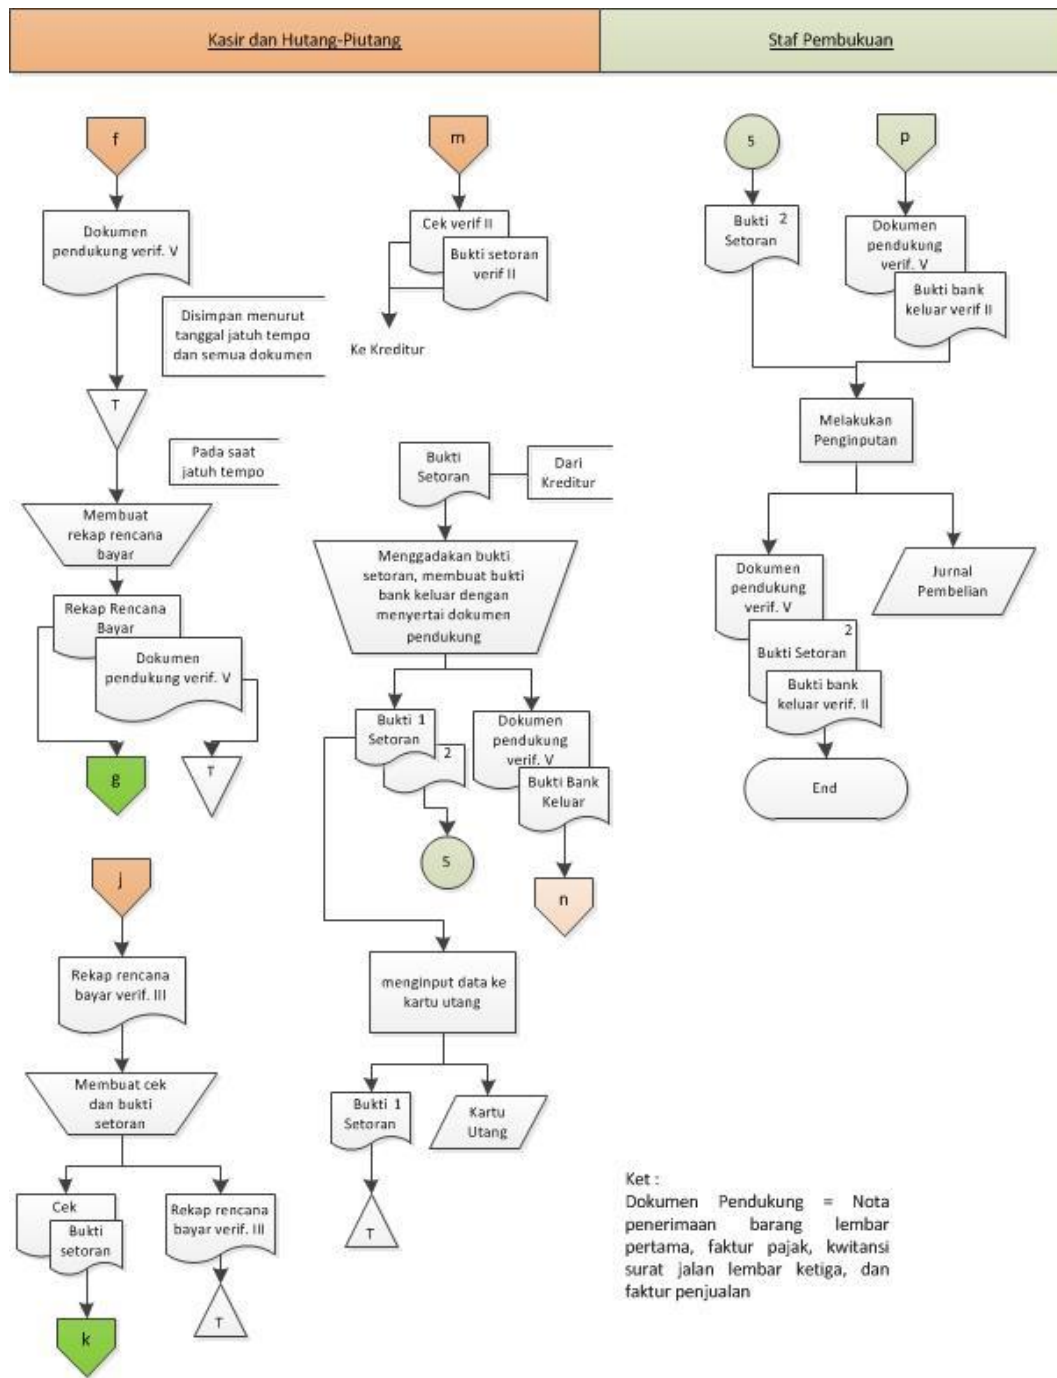 Kasir dan Hutang-Piutang
Staf Pembukuan
f
Dokumen
pendukung verif. V
Disimpan menurut
tanggal jatuh tempo
dan semua dokumen
T
Pada saat
jatuh tempo
Membuat
rekap rencana
bayar
Rekap Rencana
Bayar
Dokumen
pendukung verif. V
g
T
j
Rekap rencana
bayar verif. III
Membuat cek
dan bukti
setoran
Cek
Bukti
setoran
Rekap rencana
bayar verif. III
k
T
m
Cek verif II
Bukti setoran
verif II
Ke Kreditur
Bukti
Setoran
Dari
Kreditur
Menggadakan bukti
setoran, membuat bukti
bank keluar dengan
menyertai dokumen
pendukung
Bukti 1
Setoran
2
Dokumen
pendukung
verif. V
Bukti Bank
Keluar
5
n
menginput data ke
kartu utang
Bukti 1
Setoran
Kartu
Utang
T
5
p
Bukti 2
Setoran
Dokumen
pendukung
verif. V
Bukti bank
keluar verif II
Melakukan
Penginputan
Dokumen
pendukung
verif. V
2
Bukti Setoran
Bukti bank
keluar verif. II
Jurnal
Pembelian
End
Ket :
Dokumen Pendukung = Nota
penerimaan barang lembar
pertama, faktur pajak, kwitansi
surat jalan lembar ketiga, dan
faktur penjualan